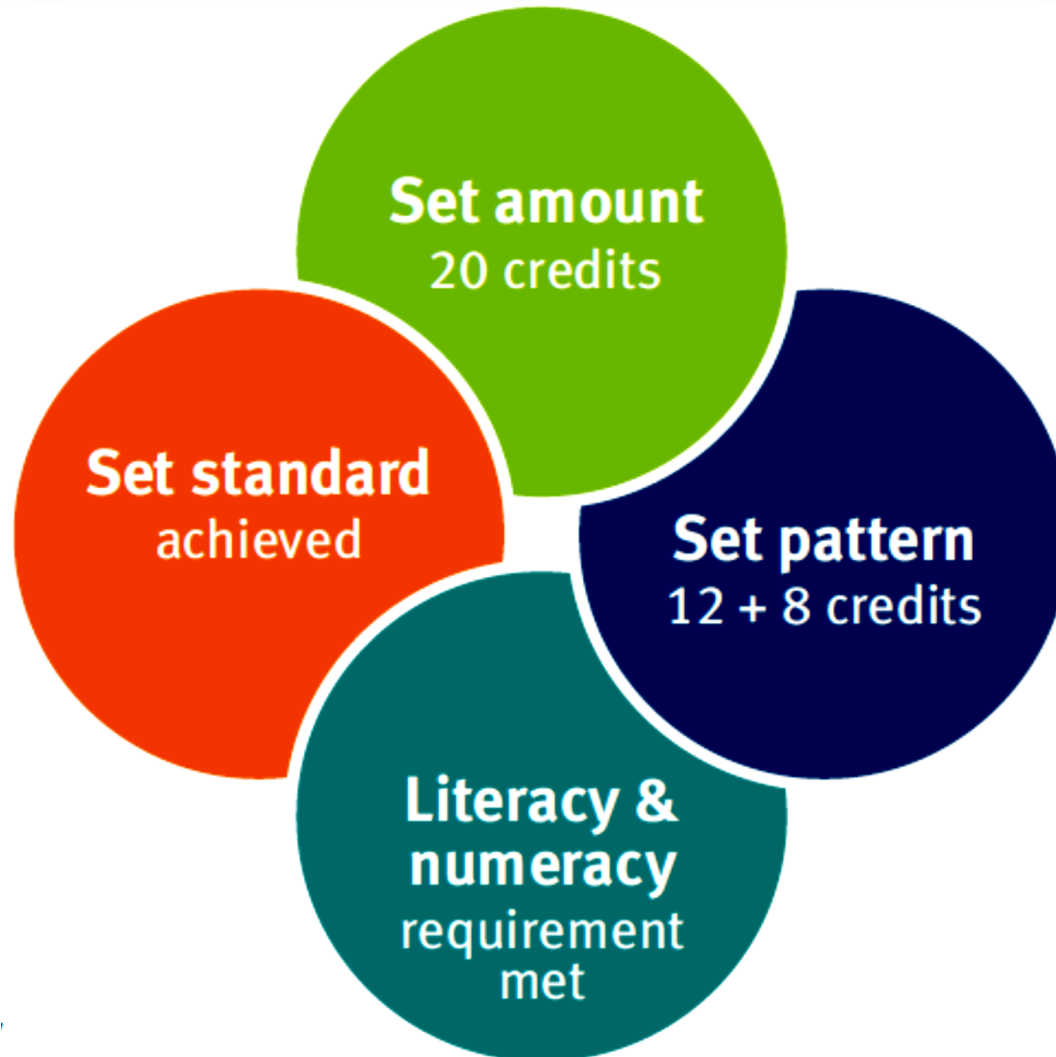 Set amount
20 credits
Set standard
achieved
Set pattern
12 + 8 credits
Literacy &
numeracy
requirement
met